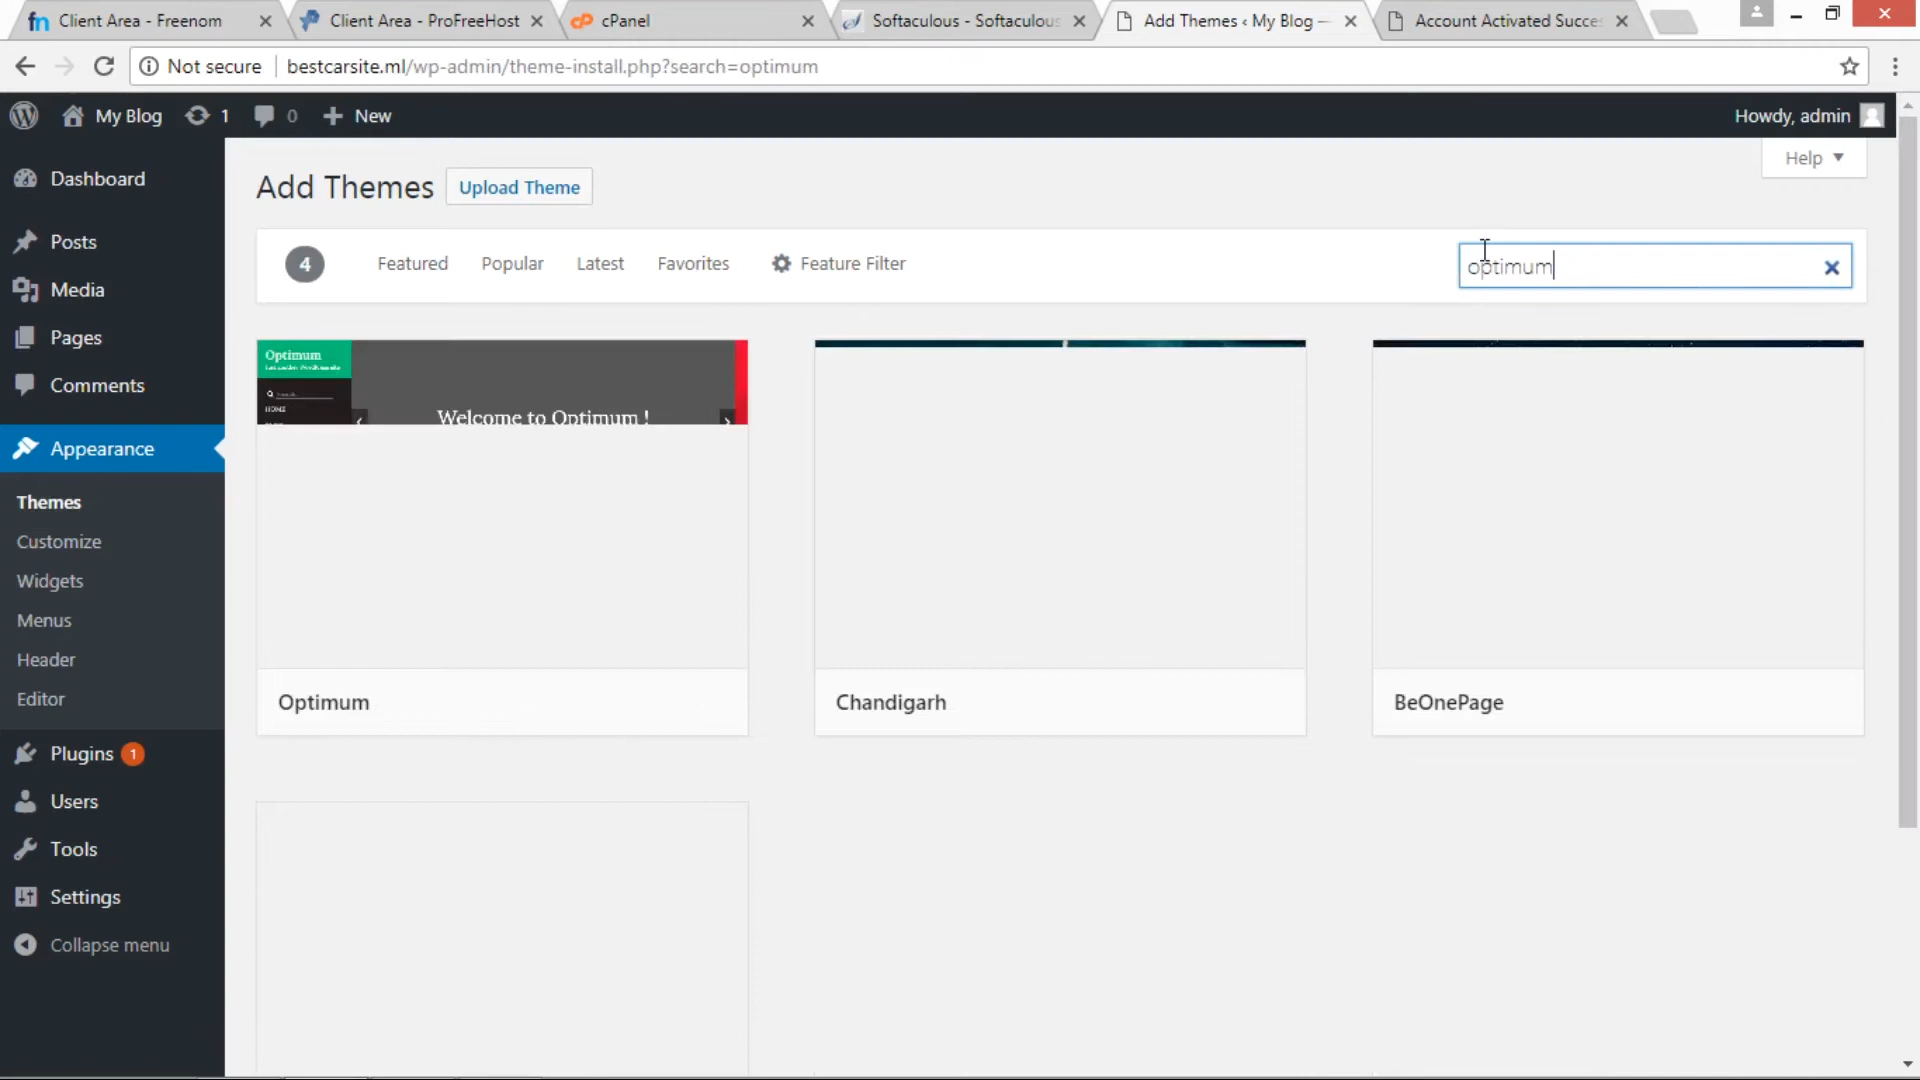 Client Area - Freenom
Client Area - ProFreeHost
cPanel
Softaculous - Softaculous
Add Themes ‹ My Blog —
Account Activated Succe
Not secure
bestcarsite.ml/wp-admin/theme-install.php?search=optimum
My Blog
1
0
New
Howdy, admin
Dashboard
Posts
Media
Pages
Comments
Appearance
Themes
Customize
Widgets
Menus
Header
Editor
Plugins 1
Users
Tools
Settings
Collapse menu
Help
Add Themes
Upload Theme
4
Featured
Popular
Latest
Favorites
Feature Filter
optimum
Optimum
HOME
Welcome to Optimum !
Optimum
Chandigarh
BeOnePage